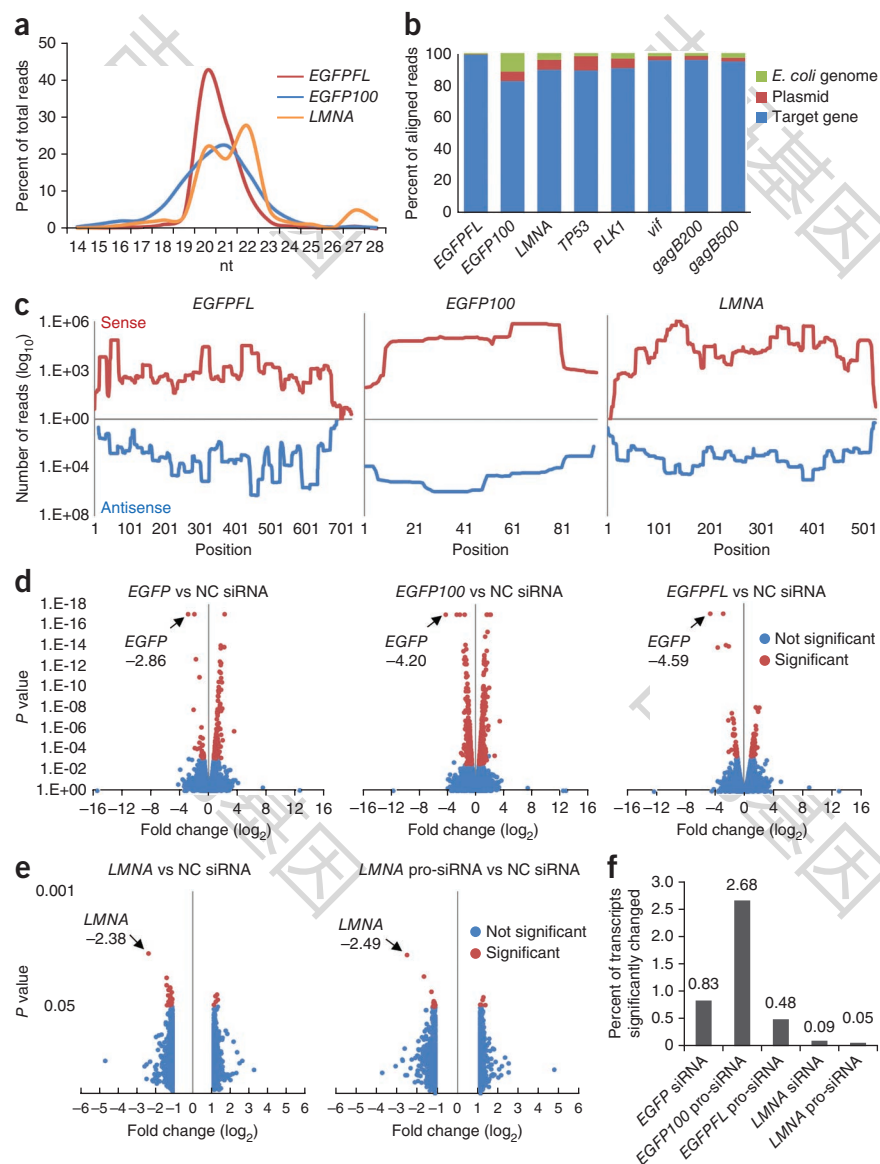 a
50
40
30
20
10
0
Percent of total reads
EGFPFL
EGFP100
LMNA
14 15 16 17 18 19 20 21 22 23 24 25 26 27 28
nt
b
100
80
60
40
20
0
Percent of aligned reads
E. coli genome
Plasmid
Target gene
EGFPFL
EGFP100
LMNA
TP53
PLK1
vif
gagB200
gagB500
c
EGFPFL
EGFP100
LMNA
1.E+06
Sense
1.E+03
1.E+00
1.E+04
Antisense
1.E+08
Number of reads (log10)
1 101 201 301 401 501 601 701
1 21 41 61 81
1 101 201 301 401 501
Position
Position
Position
d
EGFP vs NC siRNA
EGFP100 vs NC siRNA
EGFPFL vs NC siRNA
1.E-18
1.E-16
1.E-14
1.E-12
1.E-10
1.E-08
1.E-06
1.E-04
1.E-02
1.E+00
P value
EGFP
−2.86
EGFP
−4.20
EGFP
−4.59
Not significant
Significant
−16 −10 −4 0 4 10 16
−16 −10 −4 0 4 10 16
−16 −10 −4 0 4 10 16
Fold change (log2)
Fold change (log2)
Fold change (log2)
e
LMNA vs NC siRNA
LMNA pro-siRNA vs NC siRNA
0.001
0.05
P value
LMNA
−2.38
LMNA
−2.49
Not significant
Significant
−6 −5 −4 −3 −2 −1 0 1 2 3 4 5 6
−6 −5 −4 −3 −2 −1 0 1 2 3 4 5 6
Fold change (log2)
Fold change (log2)
f
3.0
2.5
2.0
1.5
1.0
0.5
0
Percent of transcripts
significantly changed
0.83
2.68
0.48
0.09
0.05
EGFP siRNA
EGFP100 pro-siRNA
EGFPFL pro-siRNA
LMNA siRNA
LMNA pro-siRNA